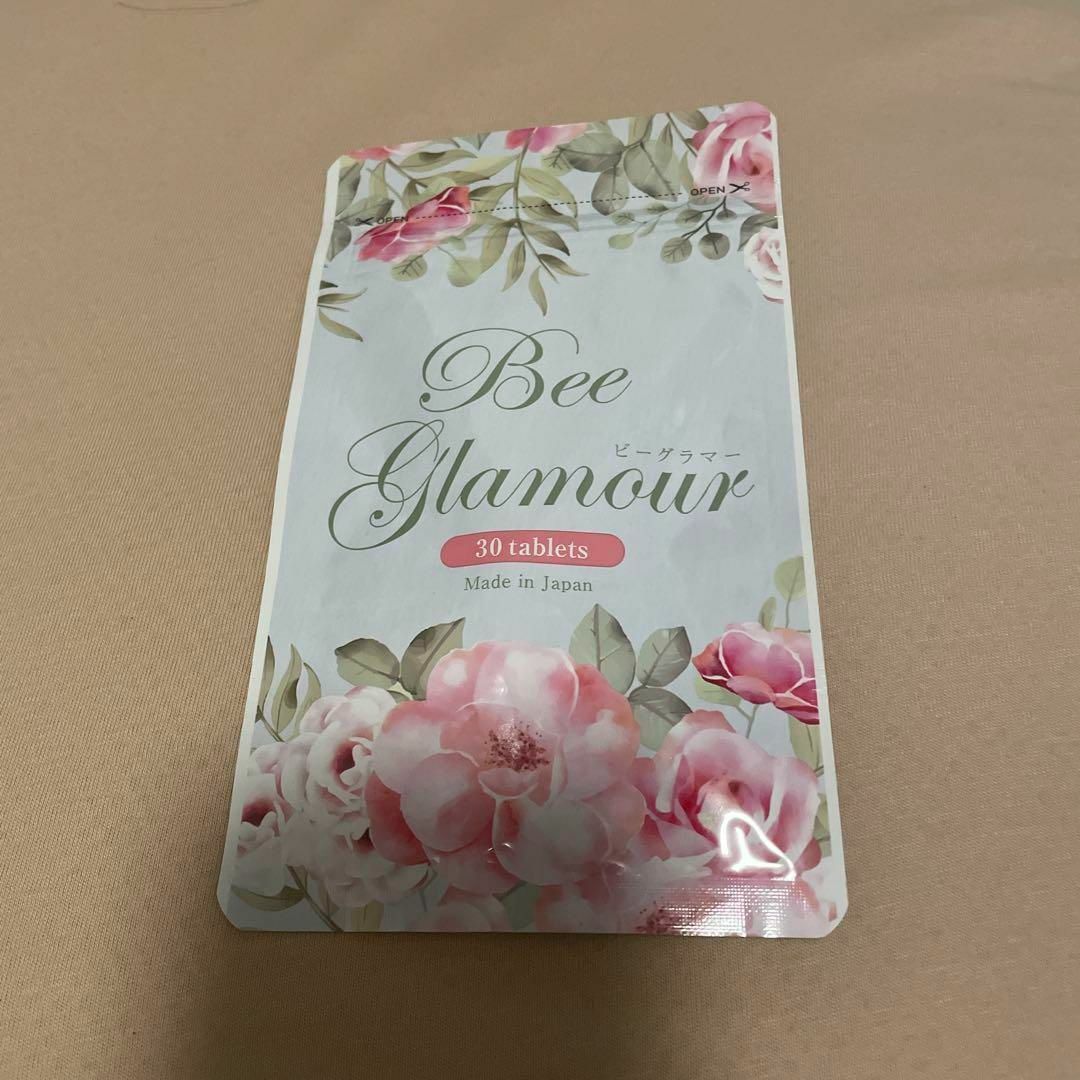 OPEN
OPEN
Bee
ビーグラマー
Glamour
30 tablets
Made in Japan